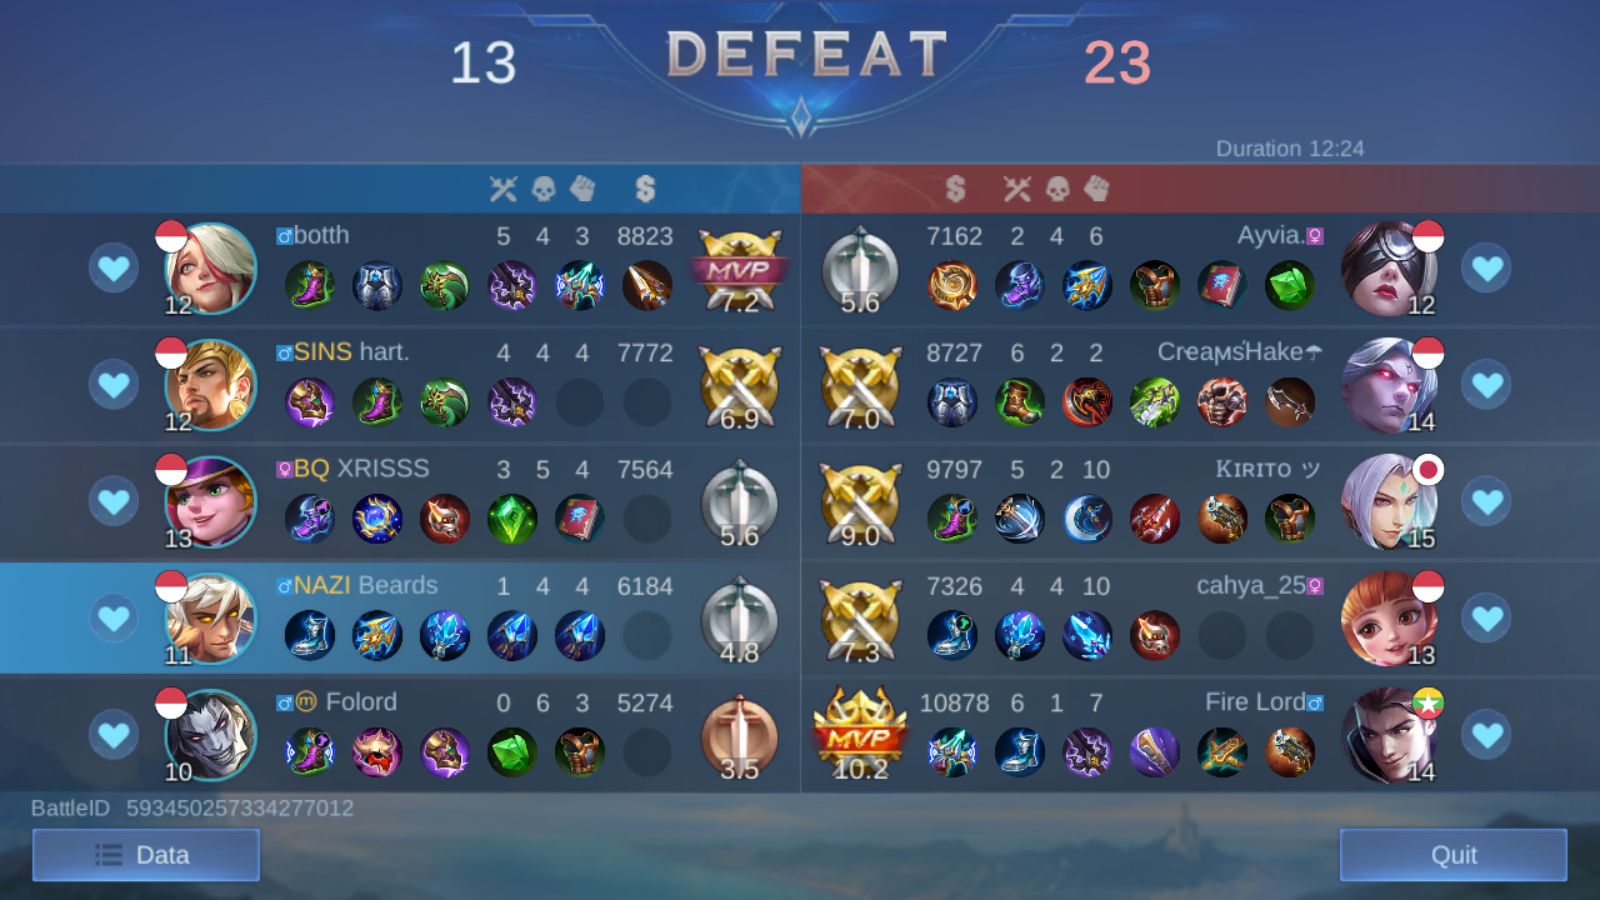 13 DEFEAT 23
Duration 12:24
botth 5 4 3 8823
12 MVP 7.2
5.6 7162 2 4 6 Ayvia.
12
SINS hart. 4 4 4 7772
12 6.9
7.0 8727 6 2 2 CreaмsHake☂
14
BQ XRISSS 3 5 4 7564
13 5.6
9.0 9797 5 2 10 Kɪʀɪᴛᴏ ツ
15
NAZI Beards 1 4 4 6184
11 4.8
7.3 7326 4 4 10 cahya_25
13
ⓜ Folord 0 6 3 5274
10 3.5
MVP 10.2 10878 6 1 7 Fire Lord
14
BattleID 593450257334277012
Data
Quit